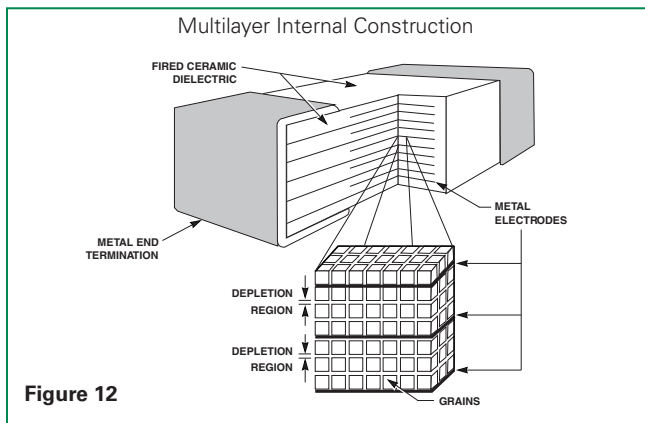 Multilayer Internal Construction
FIRED CERAMIC
DIELECTRIC
METAL
ELECTRODES
METAL END
TERMINATION
DEPLETION
REGION
DEPLETION
REGION
GRAINS
Figure 12